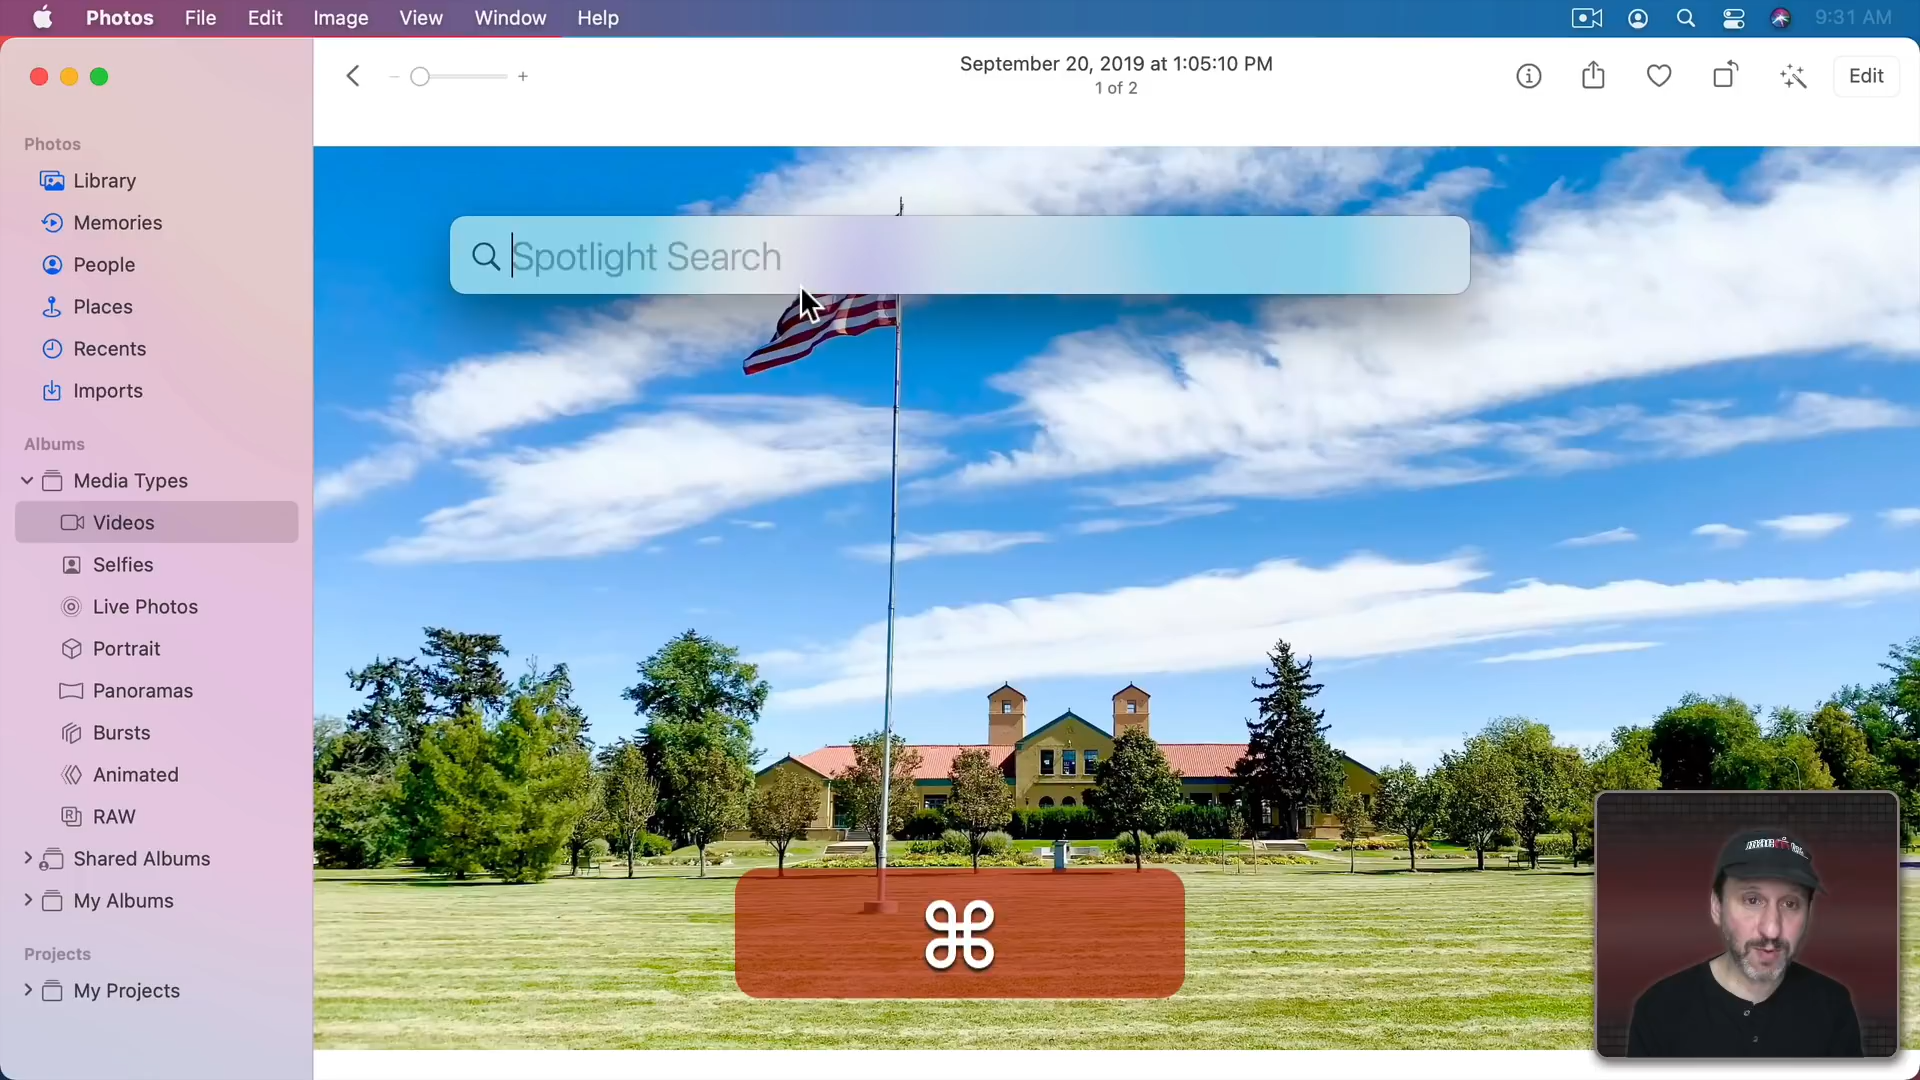 Photos File Edit Image View Window Help 9:31 AM
September 20, 2019 at 1:05:10 PM
1 of 2
Edit
Photos
Library
Memories
People
Places
Recents
Imports
Albums
Media Types
Videos
Selfies
Live Photos
Portrait
Panoramas
Bursts
Animated
RAW
Shared Albums
My Albums
Projects
My Projects
Spotlight Search